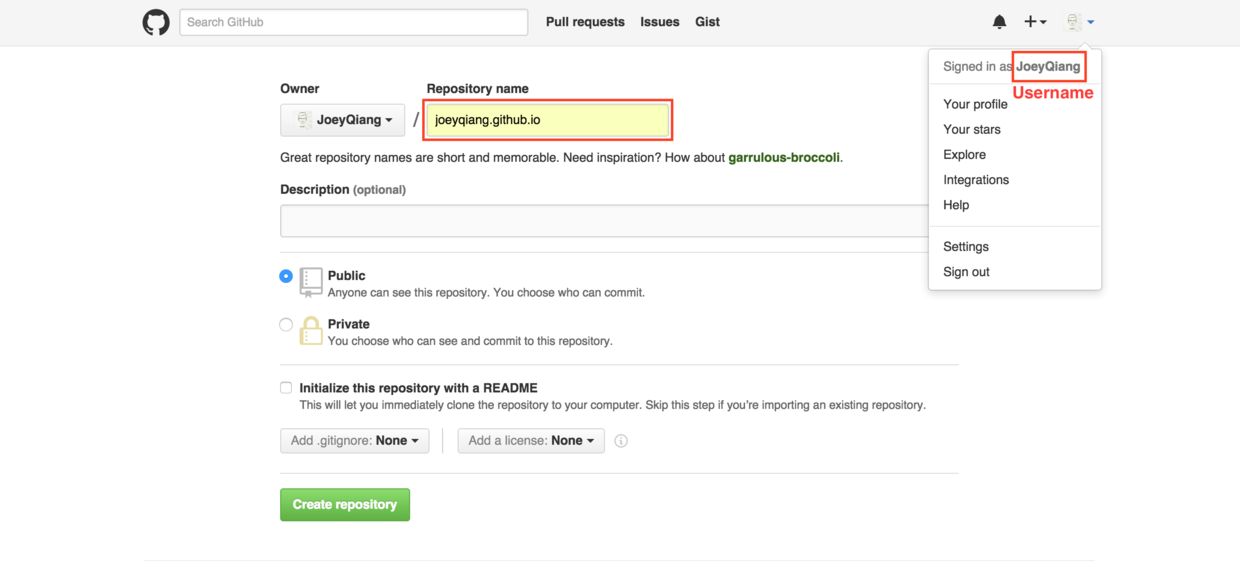 Search GitHub
Pull requests Issues Gist
Signed in as JoeyQiang
Username
Your profile
Your stars
Explore
Integrations
Help
Settings
Sign out
Owner Repository name
JoeyQiang / joeyqiang.github.io
Great repository names are short and memorable. Need inspiration? How about garrulous-broccoli.
Description (optional)
Public
Anyone can see this repository. You choose who can commit.
Private
You choose who can see and commit to this repository.
Initialize this repository with a README
This will let you immediately clone the repository to your computer. Skip this step if you’re importing an existing repository.
Add .gitignore: None Add a license: None
Create repository